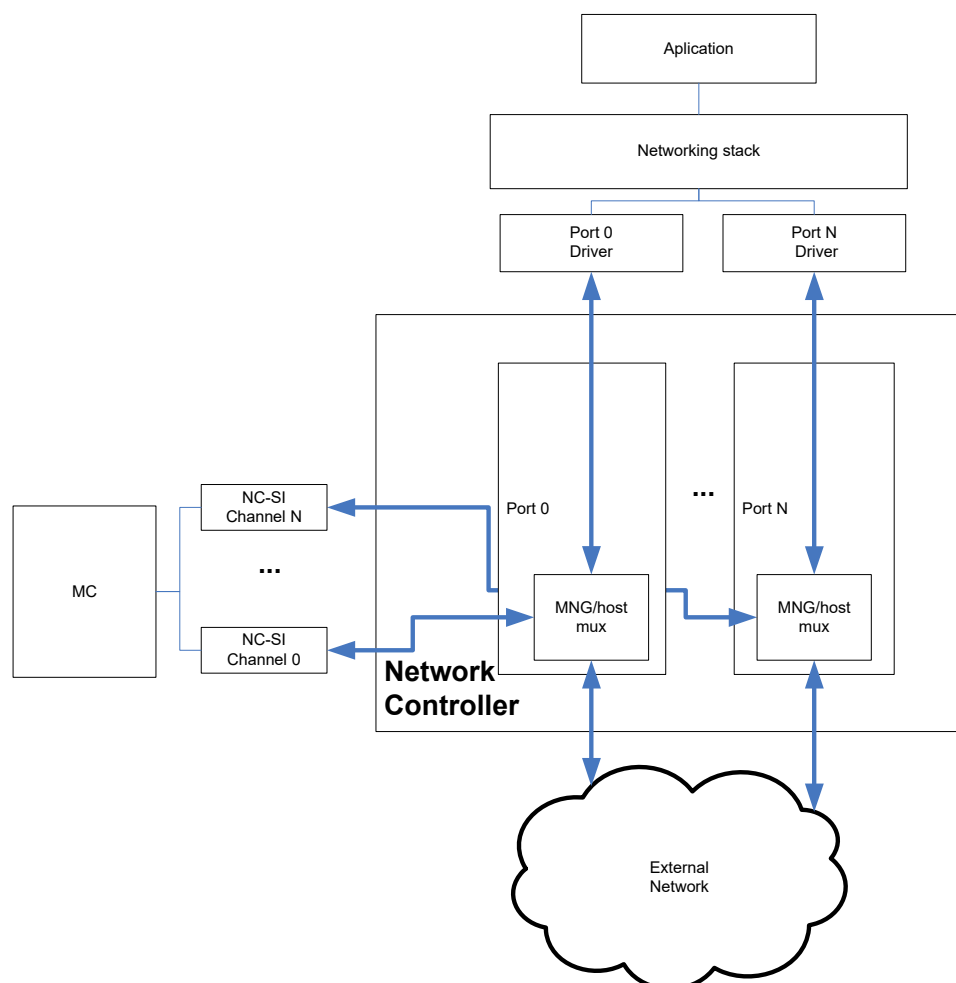 Aplication
Networking stack
Port 0
Driver
Port N
Driver
NC-SI
Channel N
...
Port 0
...
Port N
MC
MNG/host
mux
MNG/host
mux
NC-SI
Channel 0
Network
Controller
External
Network